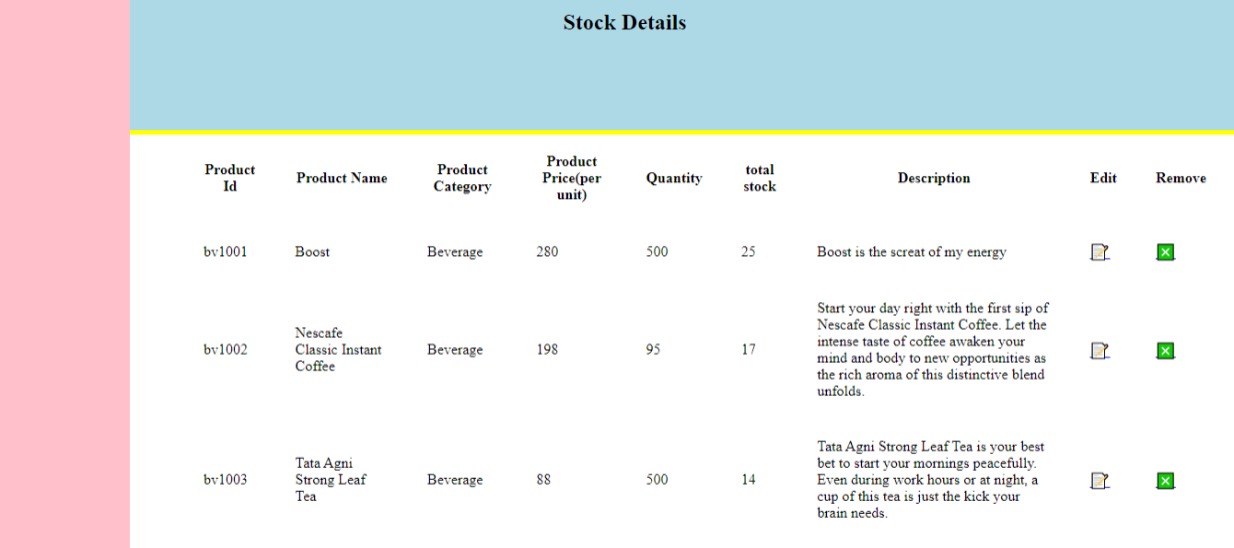 Stock Details
Product Id Product Name Product Category Product Price(per unit) Quantity total stock Description Edit Remove
bv1001 Boost Beverage 280 500 25 Boost is the screat of my energy
bv1002 Nescafe Classic Instant Coffee Beverage 198 95 17 Start your day right with the first sip of
Nescafe Classic Instant Coffee. Let the
intense taste of coffee awaken your
mind and body to new opportunities as
the rich aroma of this distinctive blend
unfolds.
bv1003 Tata Agni Strong Leaf Tea Beverage 88 500 14 Tata Agni Strong Leaf Tea is your best
bet to start your mornings peacefully.
Even during work hours or at night, a
cup of this tea is just the kick your
brain needs.